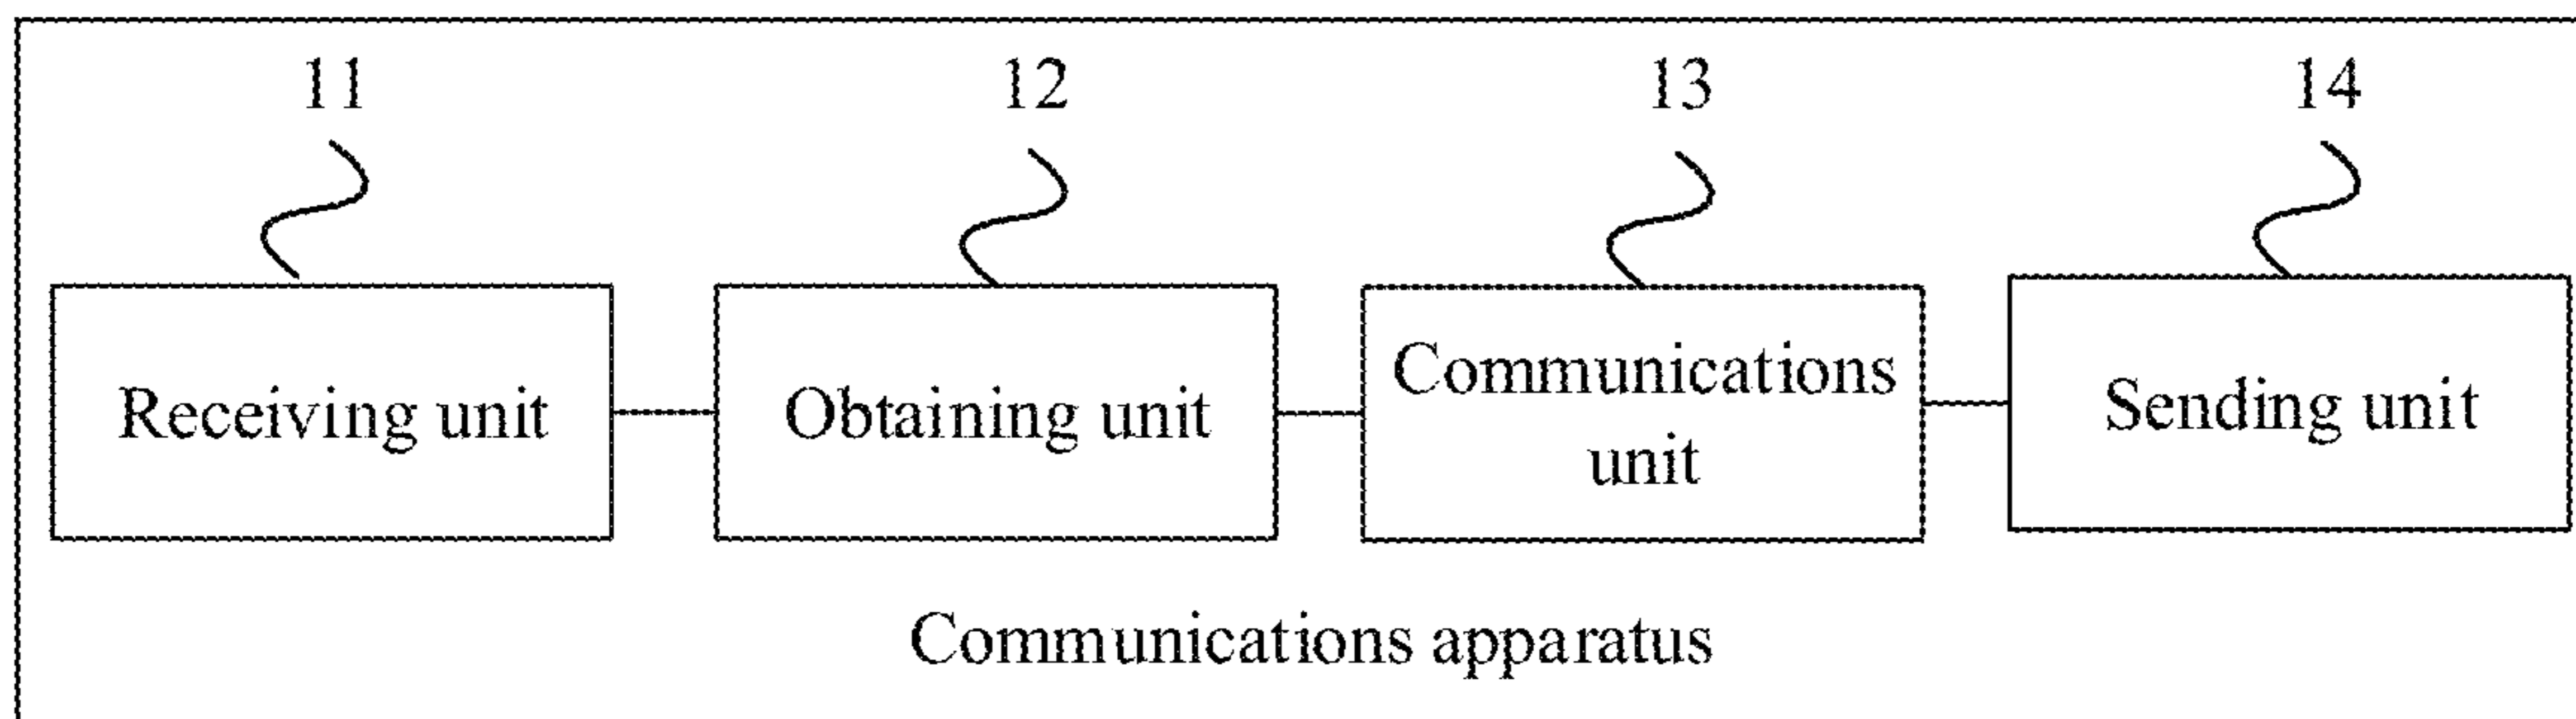 11 12 13 14
Receiving unit
Obtaining unit
Communications
unit
Sending unit
Communications apparatus